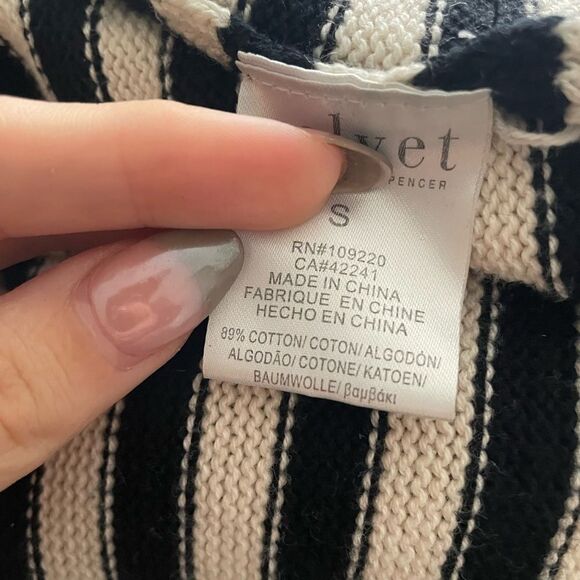 lvet
PENCER
S
RN#109220
CA#42241
MADE IN CHINA
FABRIQUE EN CHINE
HECHO EN CHINA
89% COTTON/ COTON/ ALGODÓN/
ALGODÃO/ COTONE/ KATOEN/
BAUMWOLLE/ βαμβάκι